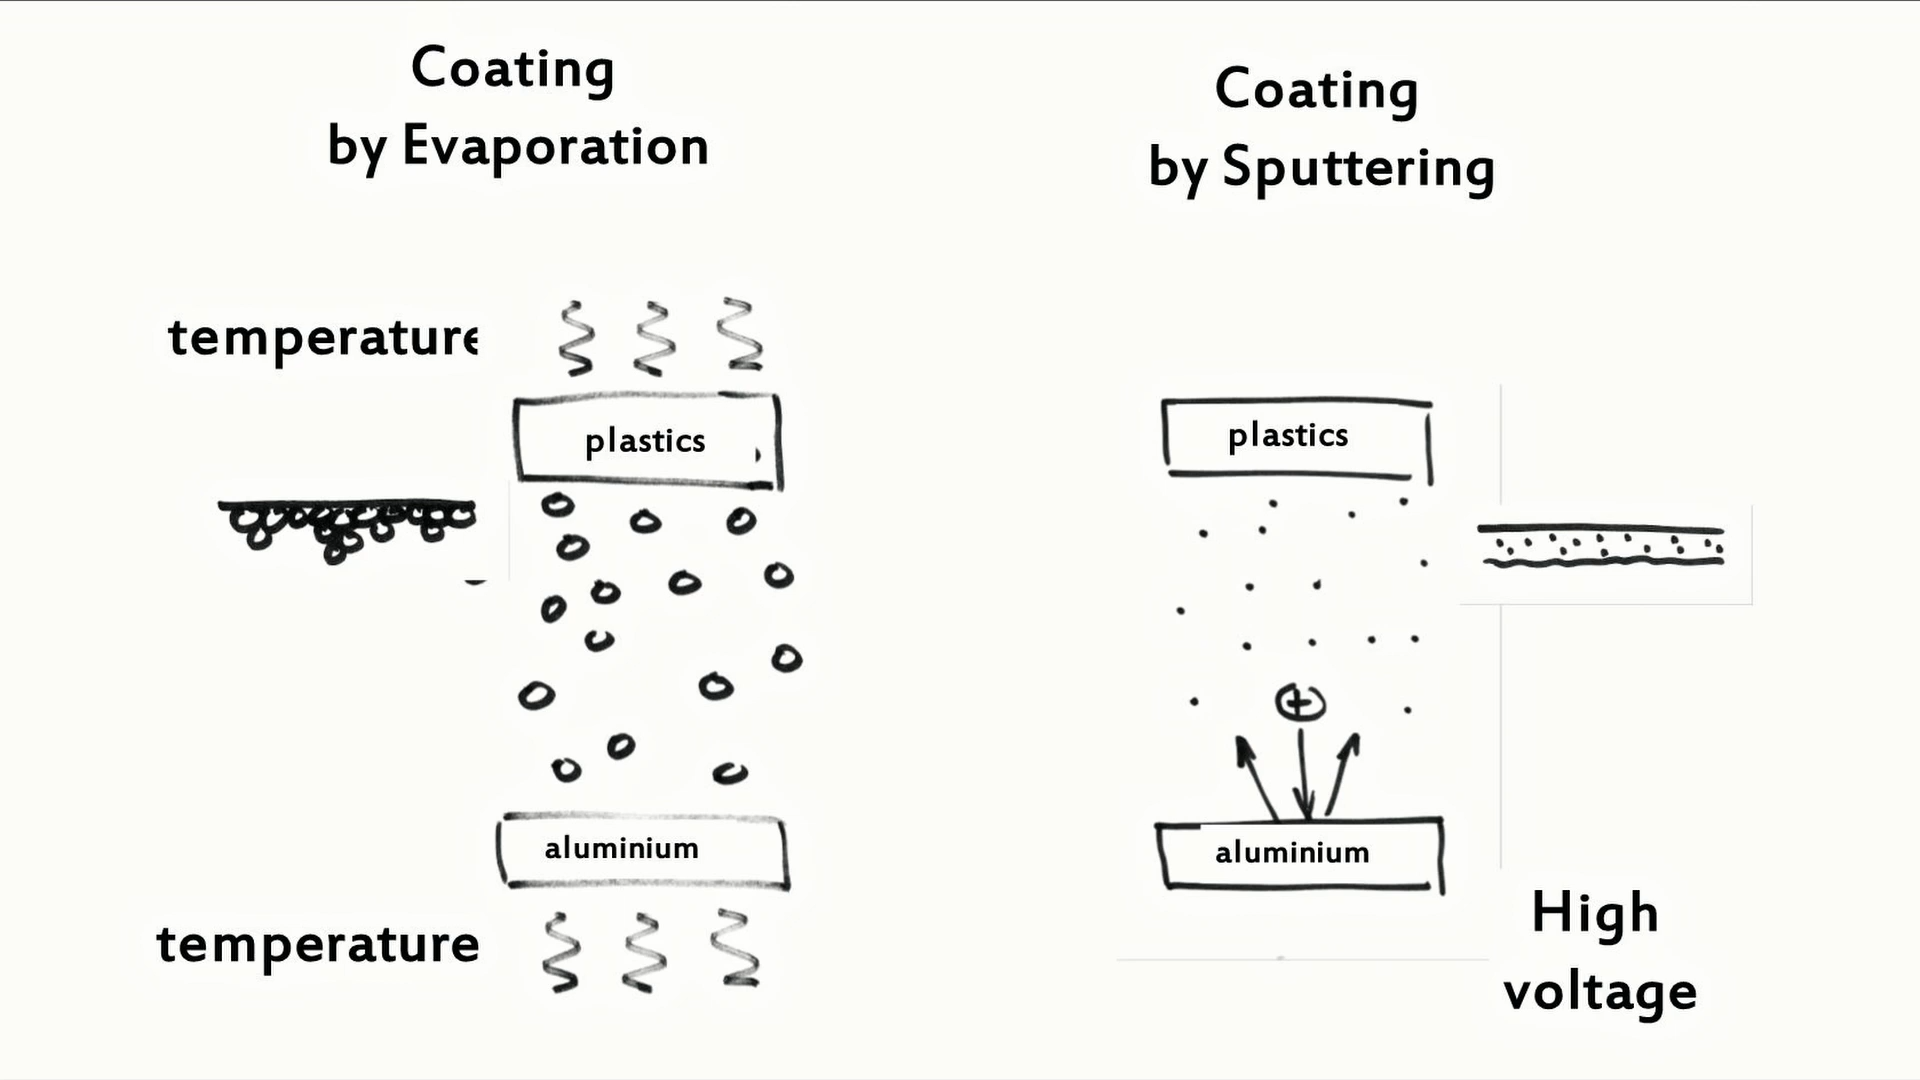 Coating
by Evaporation
temperature
plastics
aluminium
temperature
Coating
by Sputtering
plastics
+
aluminium
High
voltage